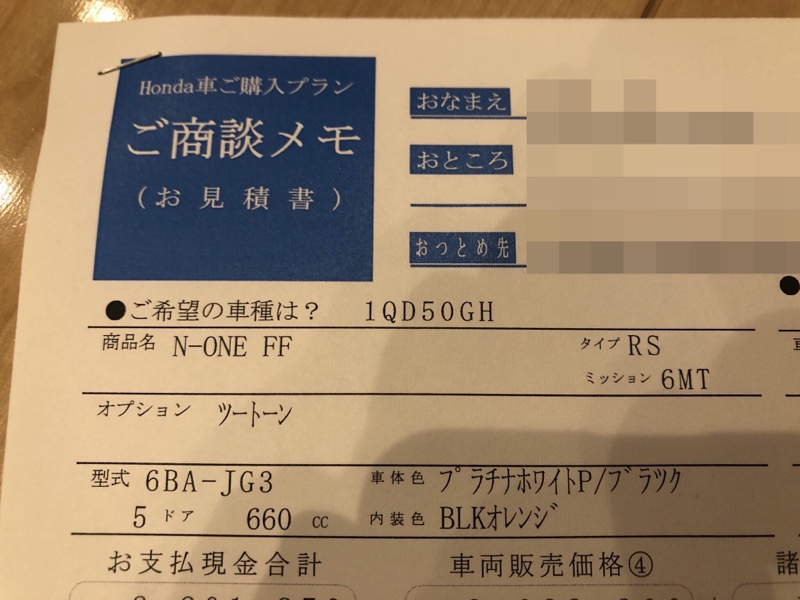 Honda車ご購入プラン
ご商談メモ
(お見積書)
おなまえ
おところ
おつとめ先
●ご希望の車種は? 1QD50GH
商品名 N-ONE FF タイプ RS
ミッション 6MT
オプション ツートーン
型式 6BA-JG3 車体色 プラチナホワイトP/ブラツク
5 ドア 660 cc 内装色 BLKオレンジ
お支払現金合計 車両販売価格④ 諸